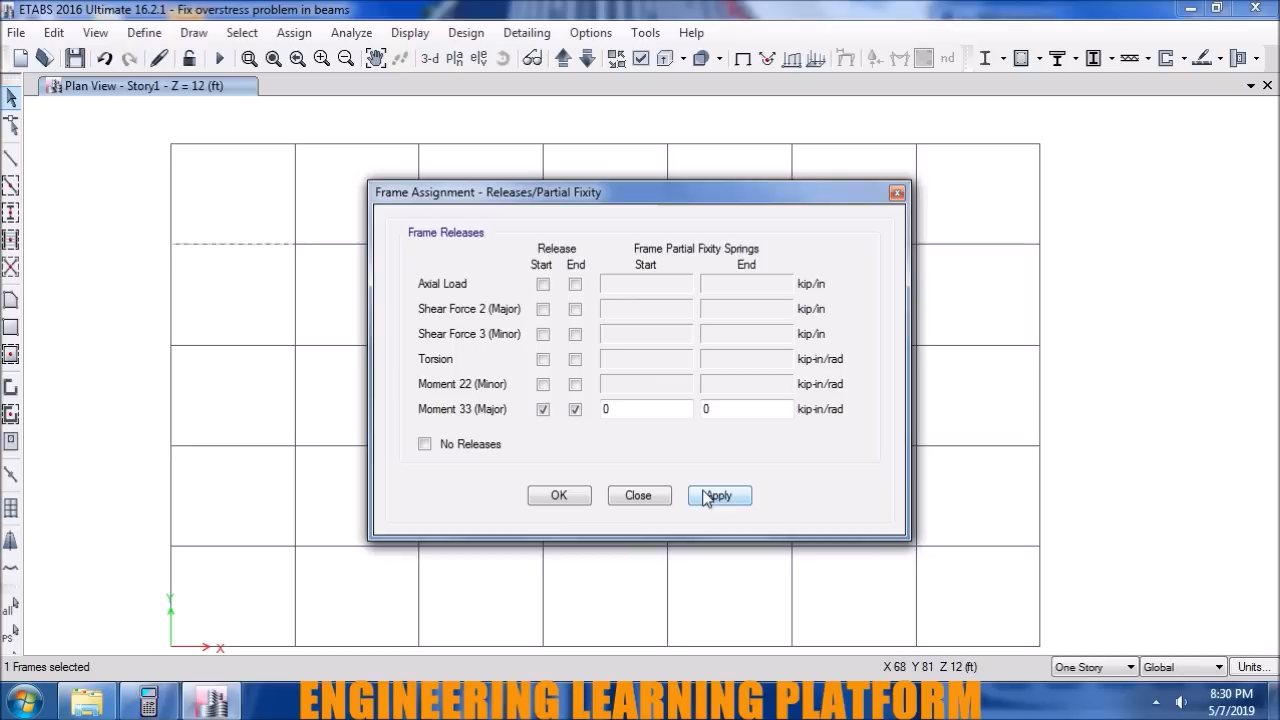 ETABS 2016 Ultimate 16.2.1 - Fix overstress problem in beams
File Edit View Define Draw Select Assign Analyze Display Design Detailing Options Tools Help
3-d nd
Plan View - Story1 - Z = 12 (ft)
Frame Assignment - Releases/Partial Fixity
Frame Releases
Release Frame Partial Fixity Springs
Start End Start End
Axial Load kip/in
Shear Force 2 (Major) kip/in
Shear Force 3 (Minor) kip/in
Torsion kip-in/rad
Moment 22 (Minor) kip-in/rad
Moment 33 (Major) 0 0 kip-in/rad
No Releases
OK Close Apply
all
PS
Y
X
1 Frames selected X 68 Y 81 Z 12 (ft) One Story Global Units...
ENGINEERING LEARNING PLATFORM
8:30 PM
5/7/2019